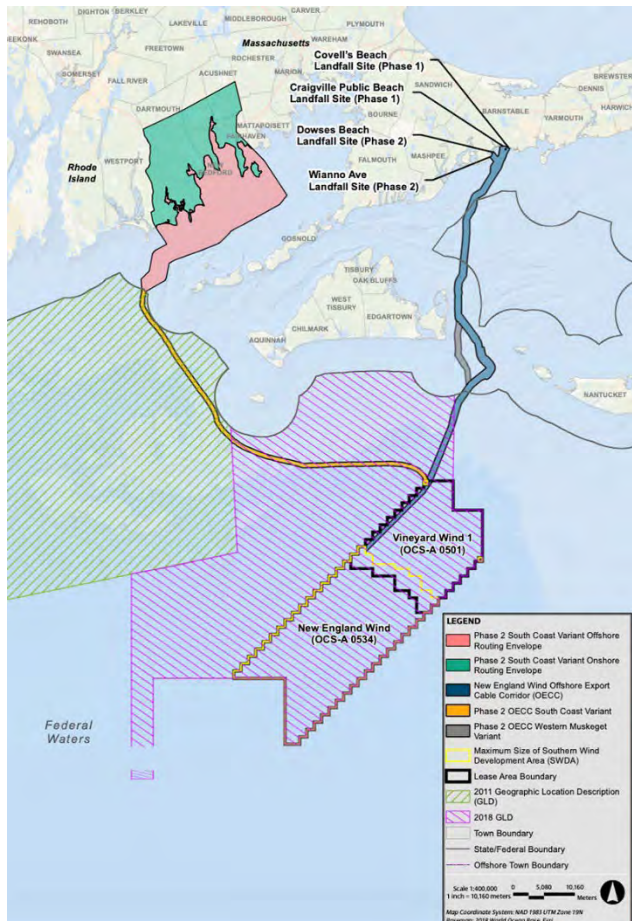 REHOBOTH
DIGHTON
BERKLEY
LAKEVILLE
MIDDLEBOROUGH
Massachusetts
WAREHAM
CARVER
FREETOWN
ROCHESTER
SWANSEA
SOMERSET
FALL RIVER
ACUSHNET
MARION
DARTMOUTH
MATTAPOISETT
FAIRHAVEN
BEDFORD
WESTPORT
Rhode
Island
Covell's Beach
Landfall Site (Phase 1)
SANDWICH
BREWSTER
DENNIS
Craigville Public Beach
Landfall Site (Phase 1)
BOURNE
BARNSTABLE
YARMOUTH
HARWICH
Dowses Beach
Landfall Site (Phase 2)
FALMOUTH
MASHPEE
Wianno Ave
Landfall Site (Phase 2)
GOSNOLD
TISBURY
OAK BLUFFS
WEST
TISBURY
EDGARTOWN
CHILMARK
AQUINNAH
NANTUCKET
Vineyard Wind 1
(OCS-A 0501)
New England Wind
(OCS-A 0534)
Federal
Waters
LEGEND
Phase 2 South Coast Variant Offshore
Routing Envelope
Phase 2 South Coast Variant Onshore
Routing Envelope
New England Wind Offshore Export
Cable Corridor (OECC)
Phase 2 OECC South Coast Variant
Phase 2 OECC Western Muskeget
Variant
Maximum Size of Southern Wind
Development Area (SWDA)
Lease Area Boundary
2011 Geographic Location Description
(GLD)
2018 GLD
Town Boundary
State/Federal Boundary
Offshore Town Boundary
Scale 1:400,000
1 inch = 10,160 meters
0 5,080 10,160
Meters
Map Coordinate System: NAD 1983 UTM Zone 19N